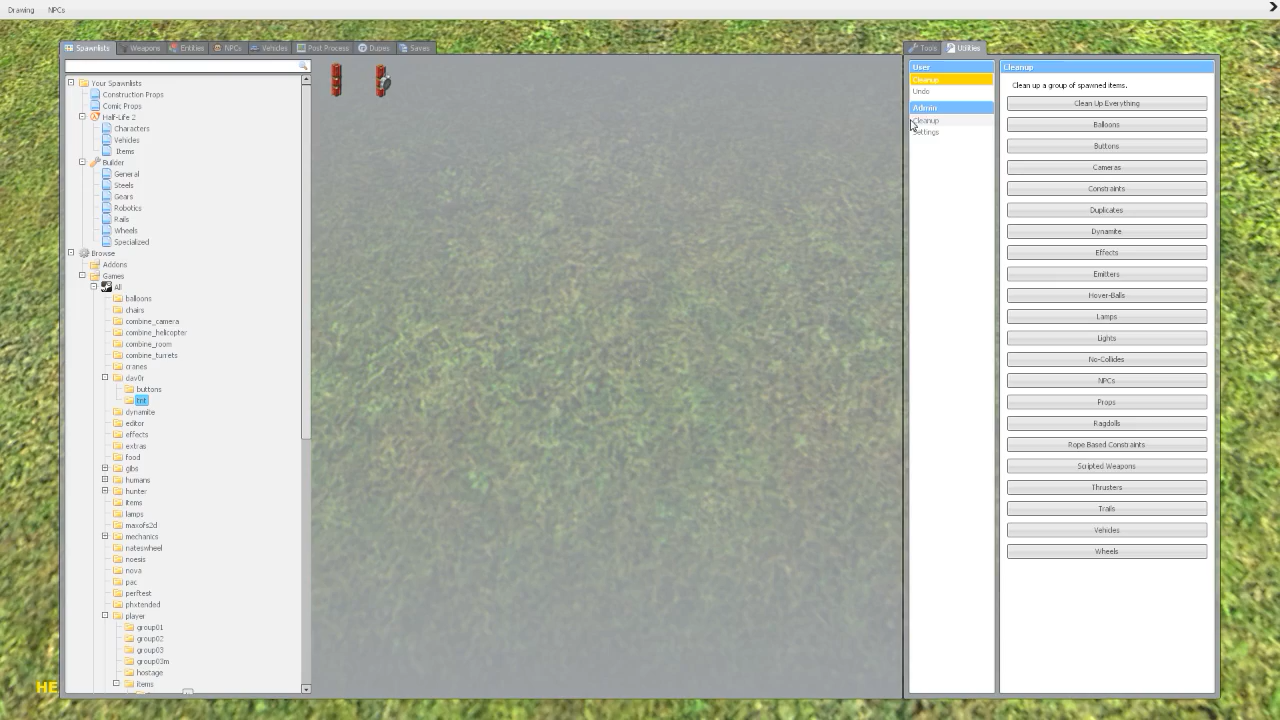 Drawing NPCs
Spawnlists Weapons Entities NPCs Vehicles Post Process Dupes Saves
Your Spawnlists
Construction Props
Comic Props
Half-Life 2
Characters
Vehicles
Items
Builder
General
Steels
Gears
Robotics
Rails
Wheels
Specialized
Browse
Addons
Games
All
balloons
chairs
combine_camera
combine_helicopter
combine_room
combine_turrets
cranes
dav0r
buttons
tnt
dynamite
editor
effects
extras
food
gibs
humans
hunter
items
lamps
maxofs2d
mechanics
nateswheel
noesis
nova
pac
perftest
phxtended
player
group01
group02
group03
group03m
hostage
items
HE
Tools Utilities
User
Cleanup
Undo
Admin
Cleanup
Settings
Cleanup
Clean up a group of spawned items.
Clean Up Everything
Balloons
Buttons
Cameras
Constraints
Duplicates
Dynamite
Effects
Emitters
Hover-Balls
Lamps
Lights
No-Collides
NPCs
Props
Ragdolls
Rope Based Constraints
Scripted Weapons
Thrusters
Trails
Vehicles
Wheels